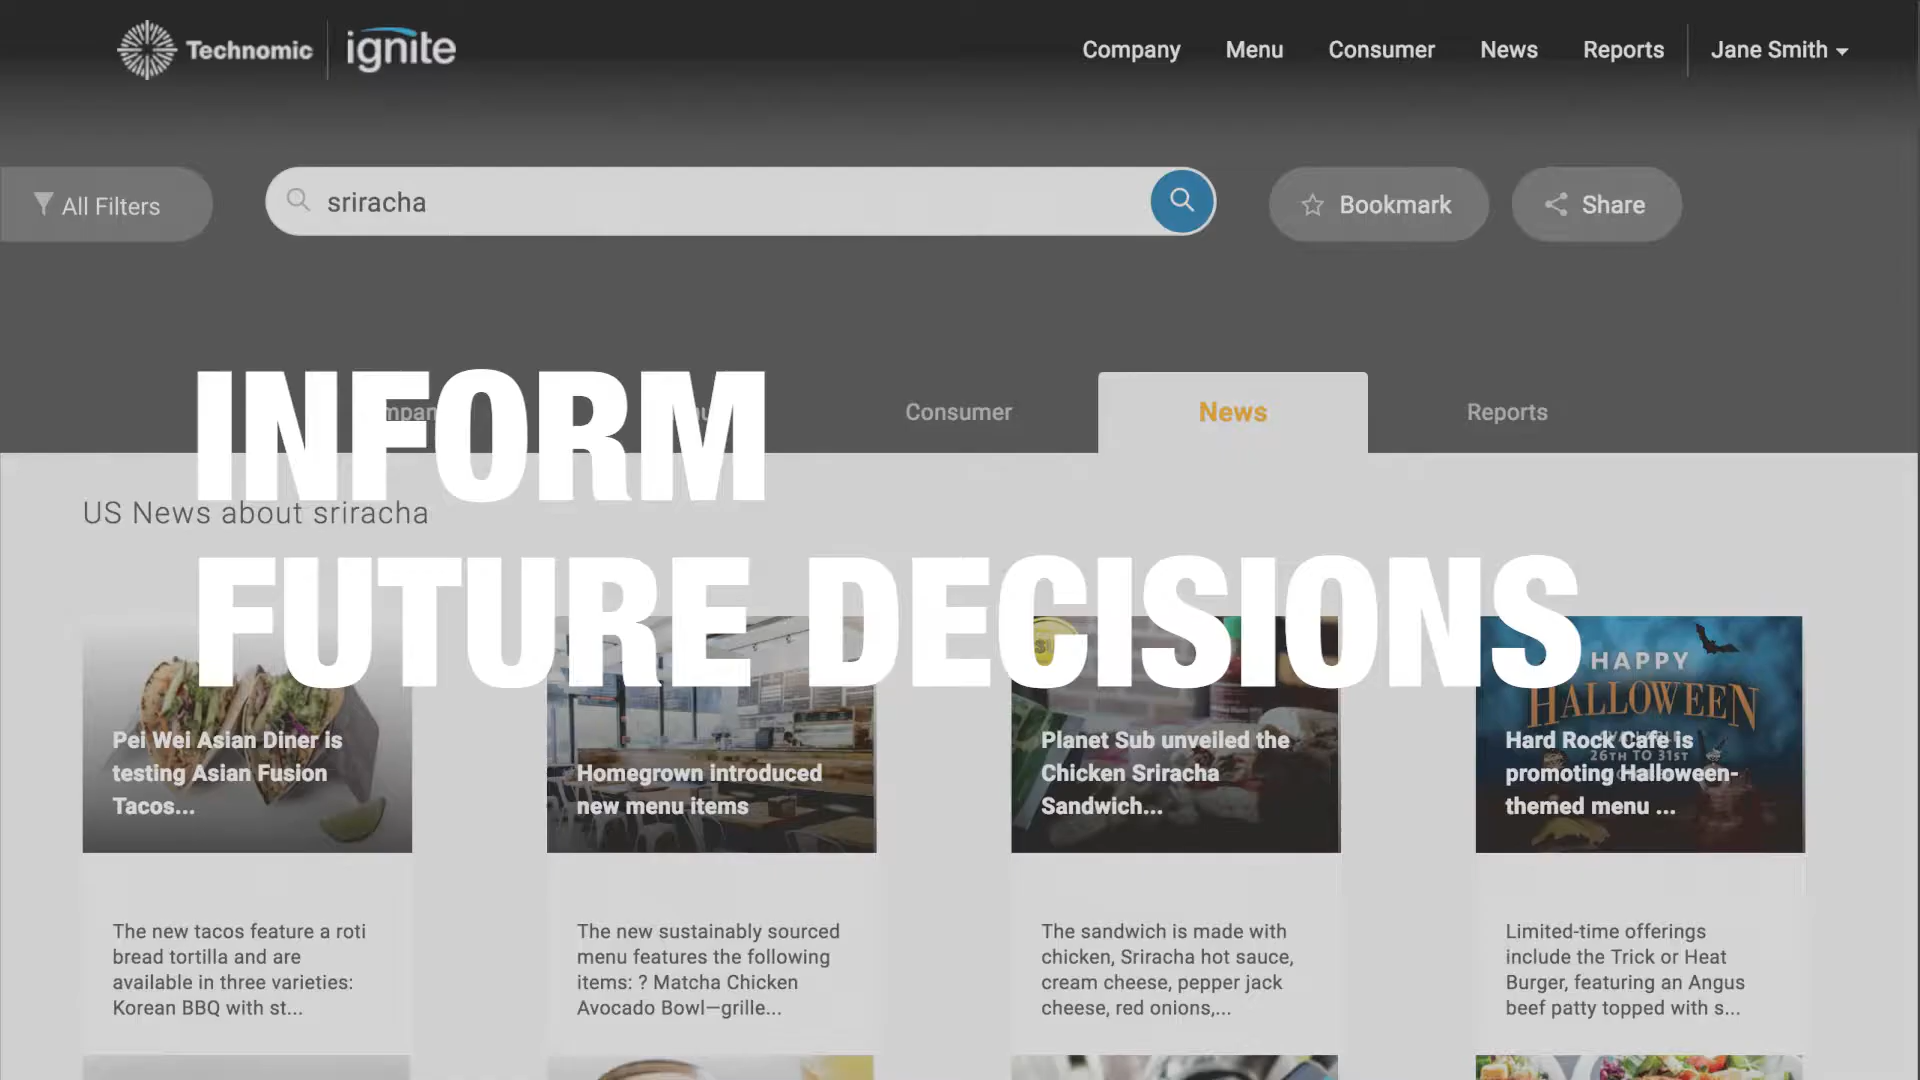 Technomic ignite
Company Menu Consumer News Reports Jane Smith
All Filters
sriracha
Bookmark
Share
INFORM
Consumer News Reports
US News about sriracha
FUTURE DECISIONS
HAPPY
HALLOWEEN
26TH TO 31ST
Pei Wei Asian Diner is
testing Asian Fusion
Tacos...
Homegrown introduced
new menu items
Planet Sub unveiled the
Chicken Sriracha
Sandwich...
Hard Rock Cafe is
promoting Halloween-
themed menu ...
The new tacos feature a roti
bread tortilla and are
available in three varieties:
Korean BBQ with st...
The new sustainably sourced
menu features the following
items: ? Matcha Chicken
Avocado Bowl—grille...
The sandwich is made with
chicken, Sriracha hot sauce,
cream cheese, pepper jack
cheese, red onions,...
Limited-time offerings
include the Trick or Heat
Burger, featuring an Angus
beef patty topped with s...